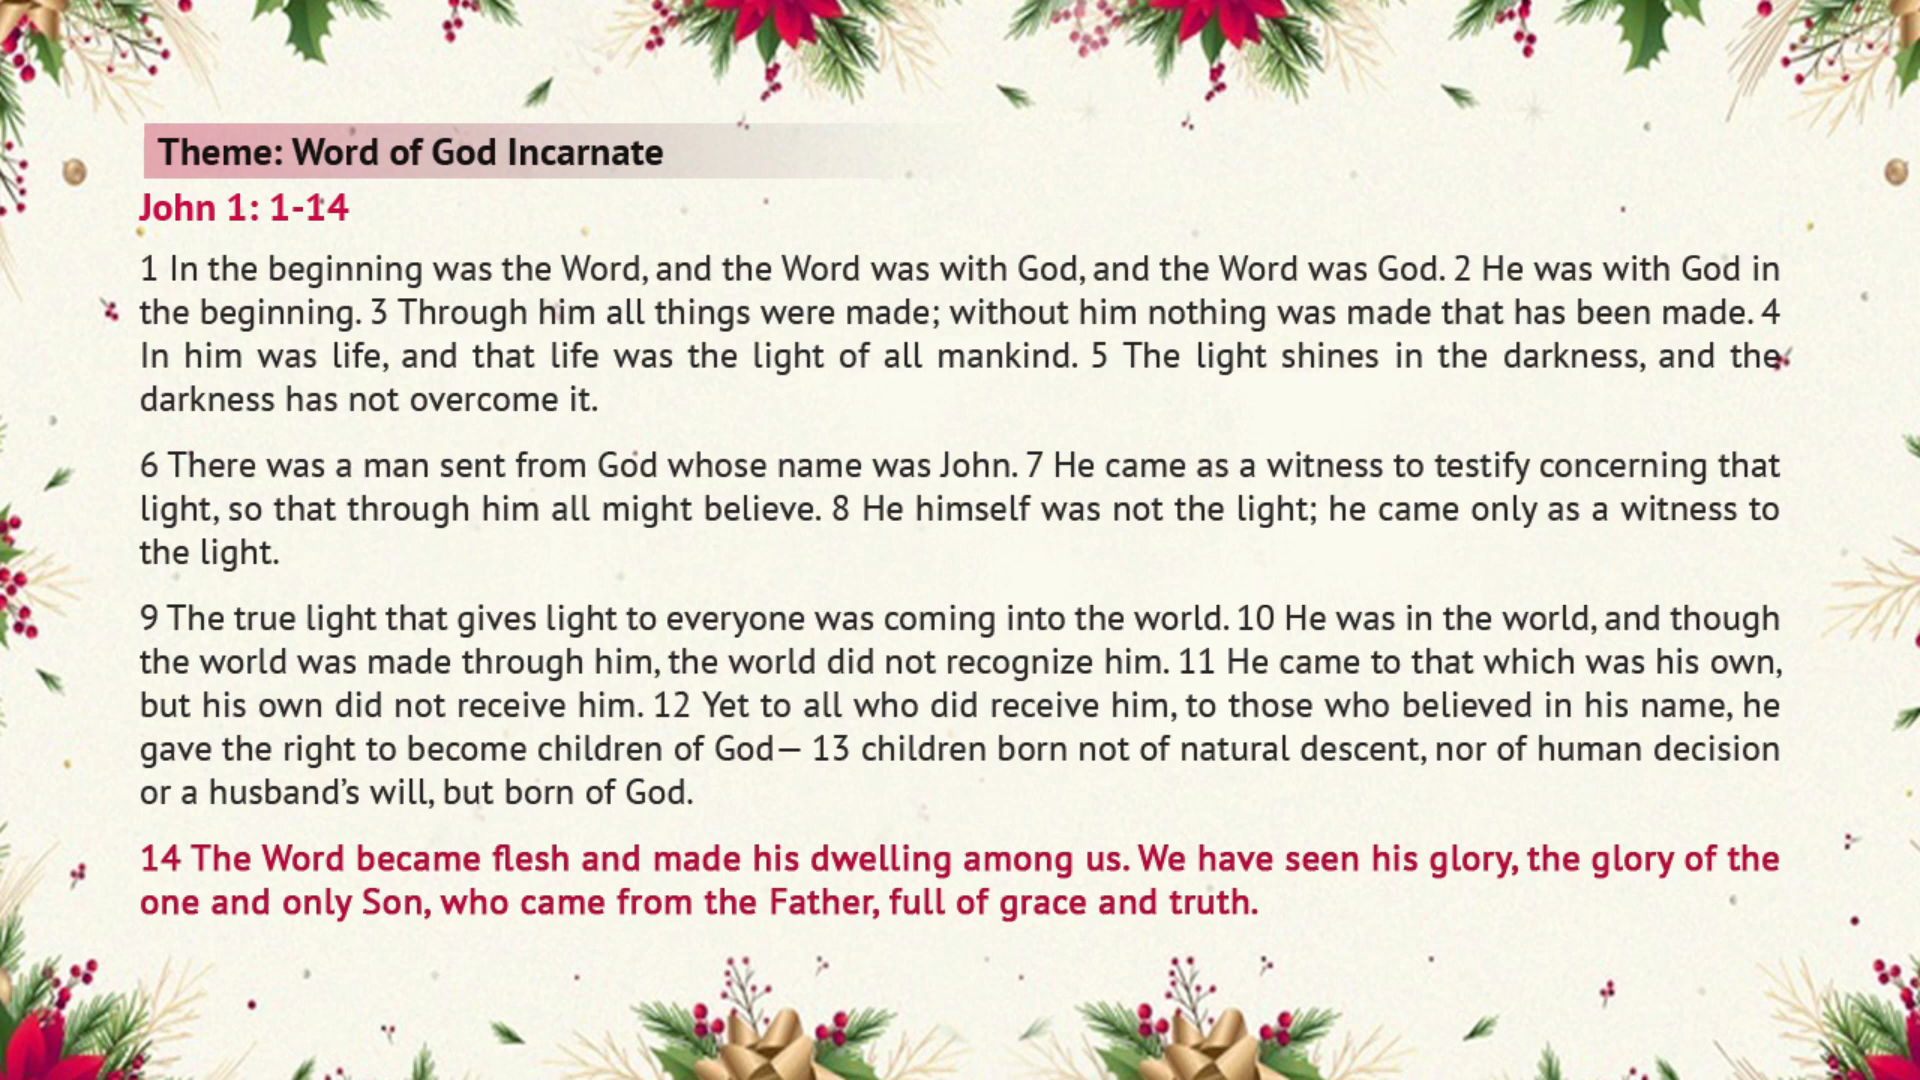 Theme: Word of God Incarnate
John 1: 1-14
1 In the beginning was the Word, and the Word was with God, and the Word was God. 2 He was with God in
the beginning. 3 Through him all things were made; without him nothing was made that has been made. 4
In him was life, and that life was the light of all mankind. 5 The light shines in the darkness, and the
darkness has not overcome it.
6 There was a man sent from God whose name was John. 7 He came as a witness to testify concerning that
light, so that through him all might believe. 8 He himself was not the light; he came only as a witness to
the light.
9 The true light that gives light to everyone was coming into the world. 10 He was in the world, and though
the world was made through him, the world did not recognize him. 11 He came to that which was his own,
but his own did not receive him. 12 Yet to all who did receive him, to those who believed in his name, he
gave the right to become children of God— 13 children born not of natural descent, nor of human decision
or a husband’s will, but born of God.
14 The Word became flesh and made his dwelling among us. We have seen his glory, the glory of the
one and only Son, who came from the Father, full of grace and truth.